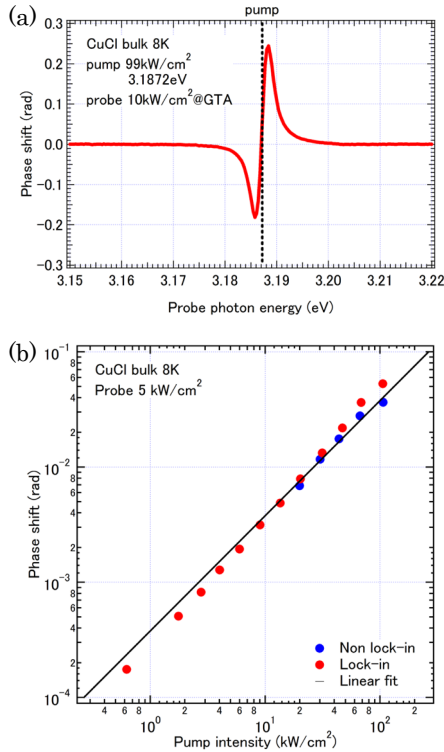 (a)
pump
CuCl bulk 8K
pump 99kW/cm²
3.1872eV
probe 10kW/cm²@GTA
Phase shift (rad)
0.3
0.2
0.1
0.0
-0.1
-0.2
-0.3
3.15 3.16 3.17 3.18 3.19 3.20 3.21 3.22
Probe photon energy (eV)
(b)
CuCl bulk 8K
Probe 5 kW/cm²
Phase shift (rad)
10⁻¹
8
6
4
2
10⁻²
8
6
4
2
10⁻³
8
6
4
2
10⁻⁴
Non lock-in
Lock-in
Linear fit
4 6 8 10⁰ 2 4 6 8 10¹ 2 4 6 8 10² 2
Pump intensity (kW/cm²)